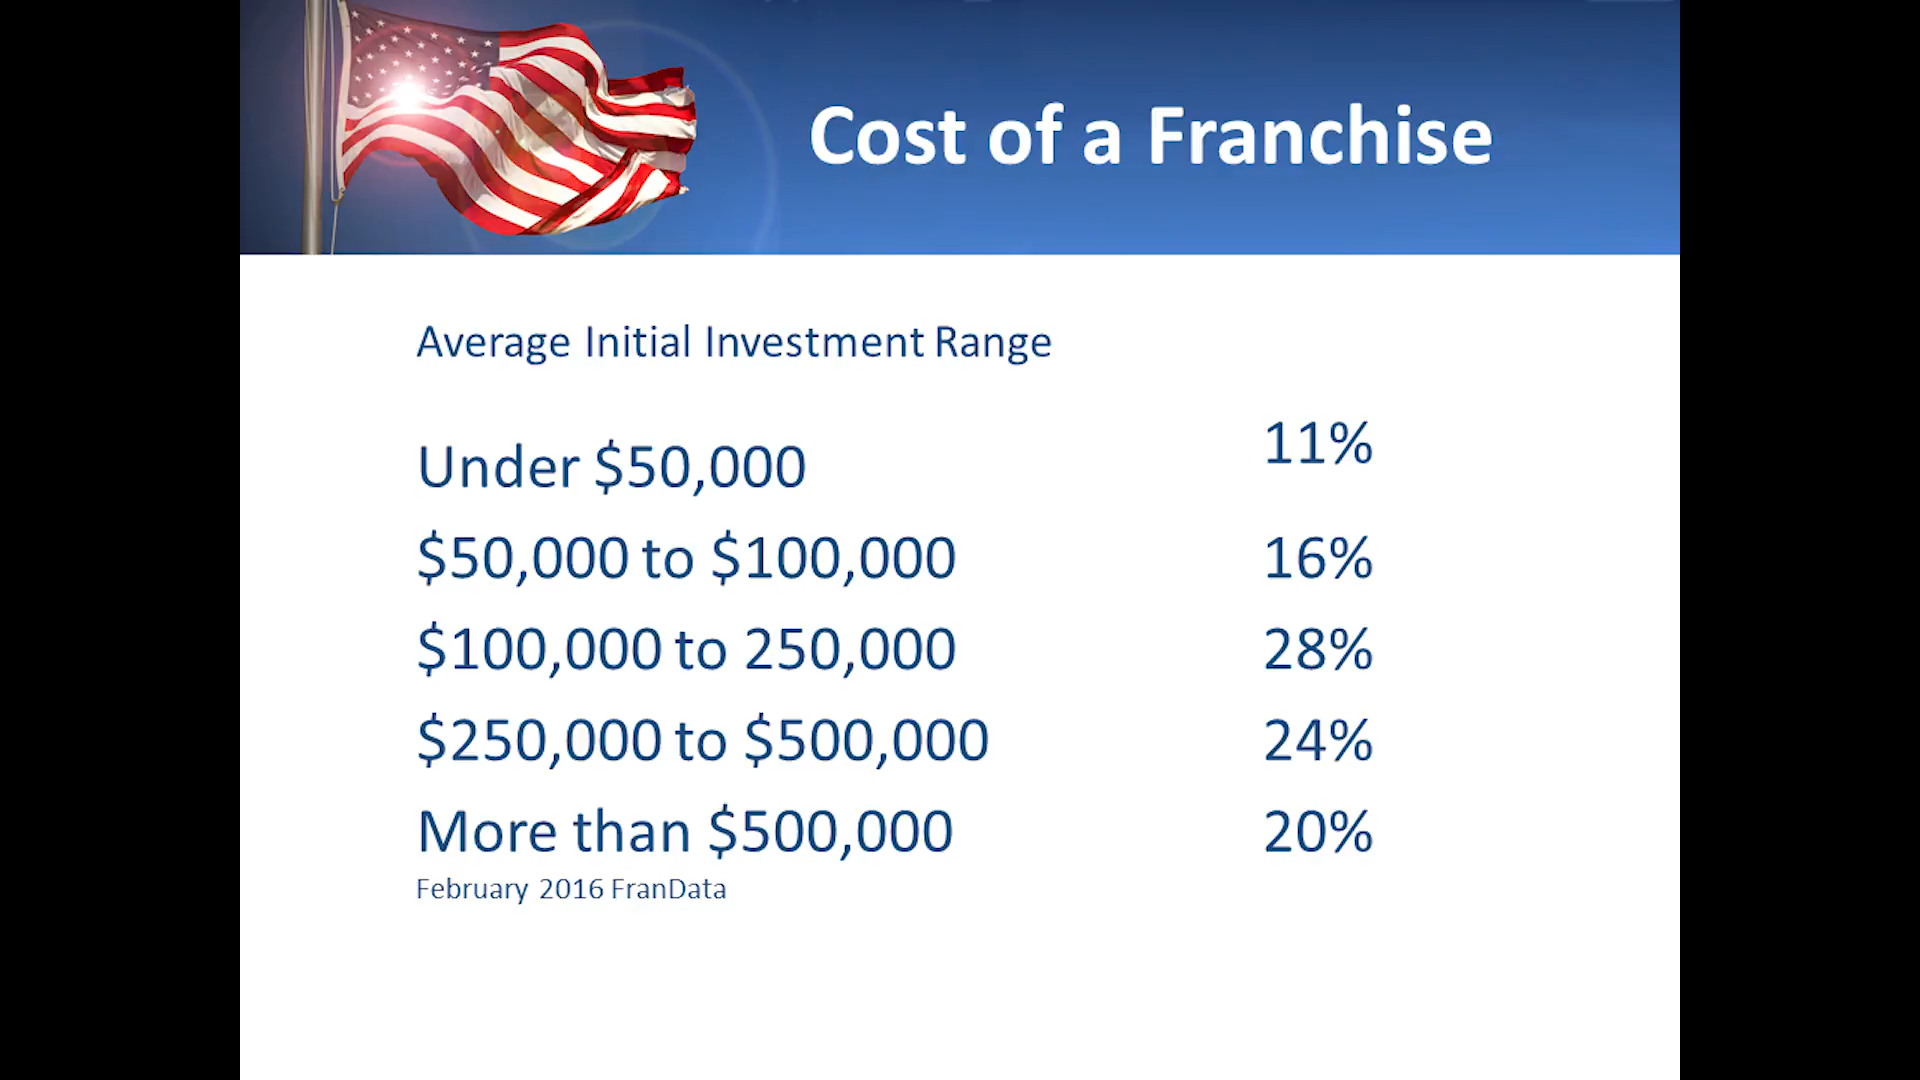 Cost of a Franchise
Average Initial Investment Range
Under $50,000 11%
$50,000 to $100,000 16%
$100,000 to 250,000 28%
$250,000 to $500,000 24%
More than $500,000 20%
February 2016 FranData